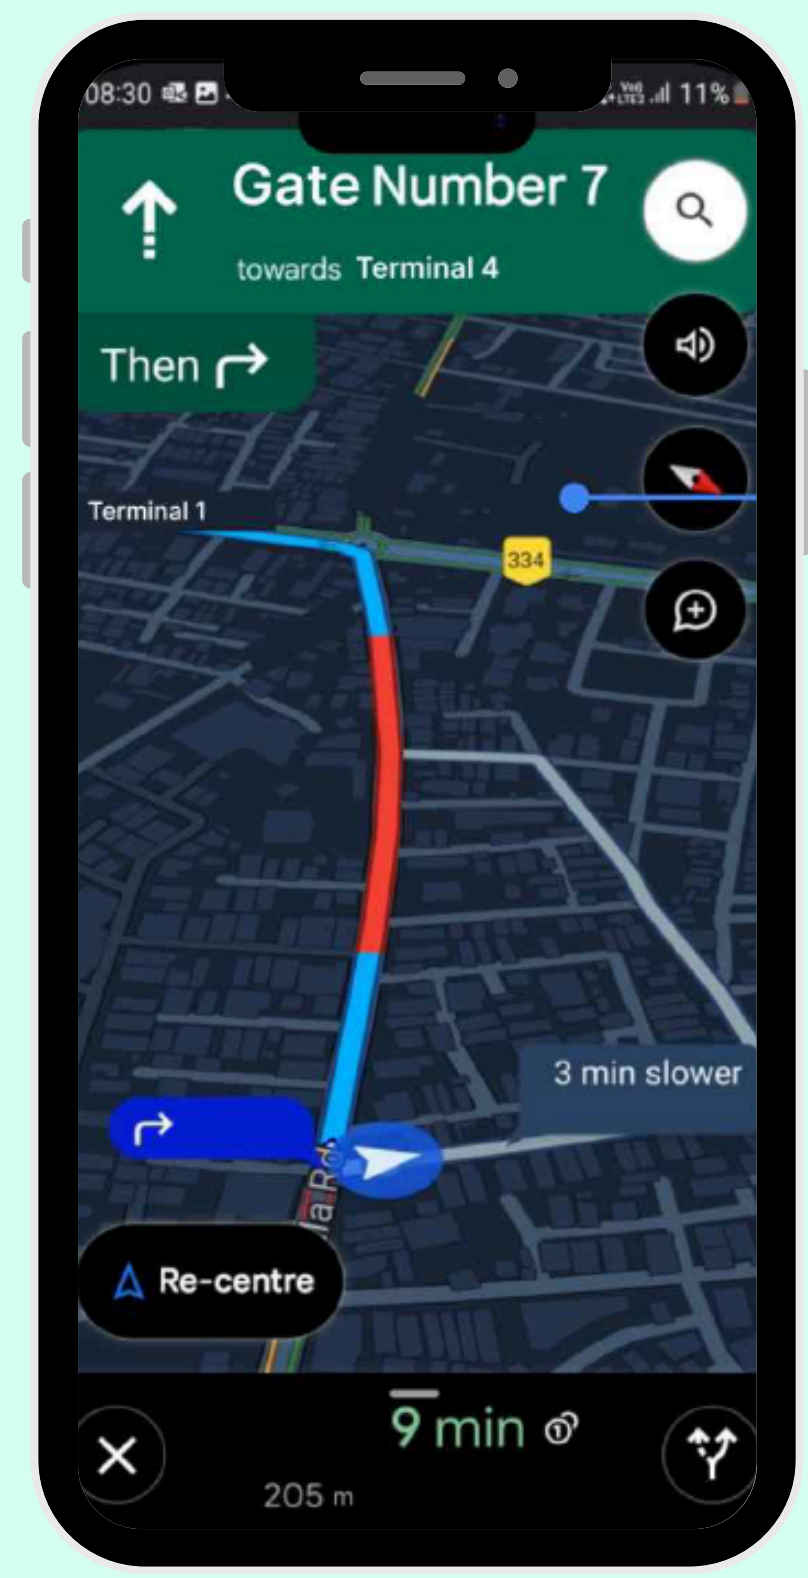 08:30
11%
Gate Number 7
towards Terminal 4
Then
Terminal 1
334
3 min slower
Re-centre
9 min
205 m